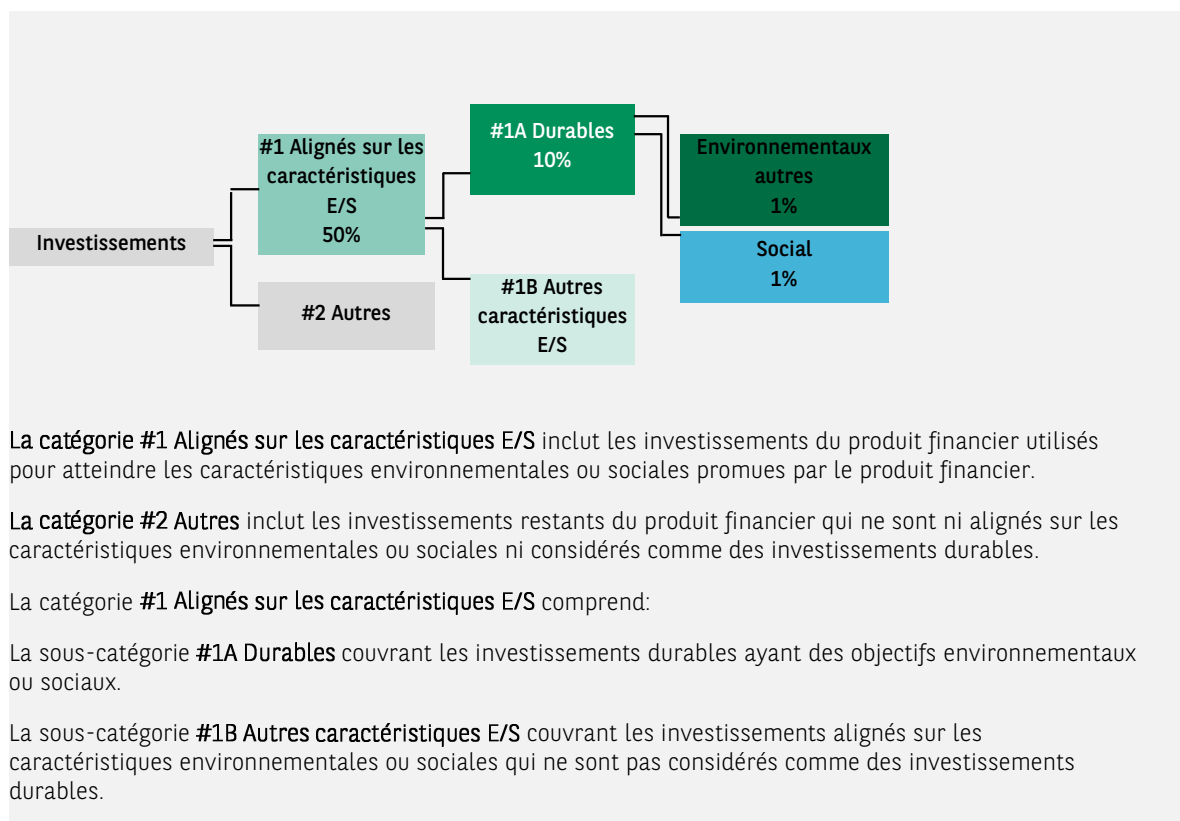 #1A Durables
10%
#1 Alignés sur les
caractéristiques
E/S
50%
Environnementaux
autres
1%
Investissements
Social
1%
#2 Autres
#1B Autres
caractéristiques
E/S
La catégorie #1 Alignés sur les caractéristiques E/S inclut les investissements du produit financier utilisés
pour atteindre les caractéristiques environnementales ou sociales promues par le produit financier.
La catégorie #2 Autres inclut les investissements restants du produit financier qui ne sont ni alignés sur les
caractéristiques environnementales ou sociales ni considérés comme des investissements durables.
La catégorie #1 Alignés sur les caractéristiques E/S comprend:
La sous-catégorie #1A Durables couvrant les investissements durables ayant des objectifs environnementaux
ou sociaux.
La sous-catégorie #1B Autres caractéristiques E/S couvrant les investissements alignés sur les
caractéristiques environnementales ou sociales qui ne sont pas considérés comme des investissements
durables.